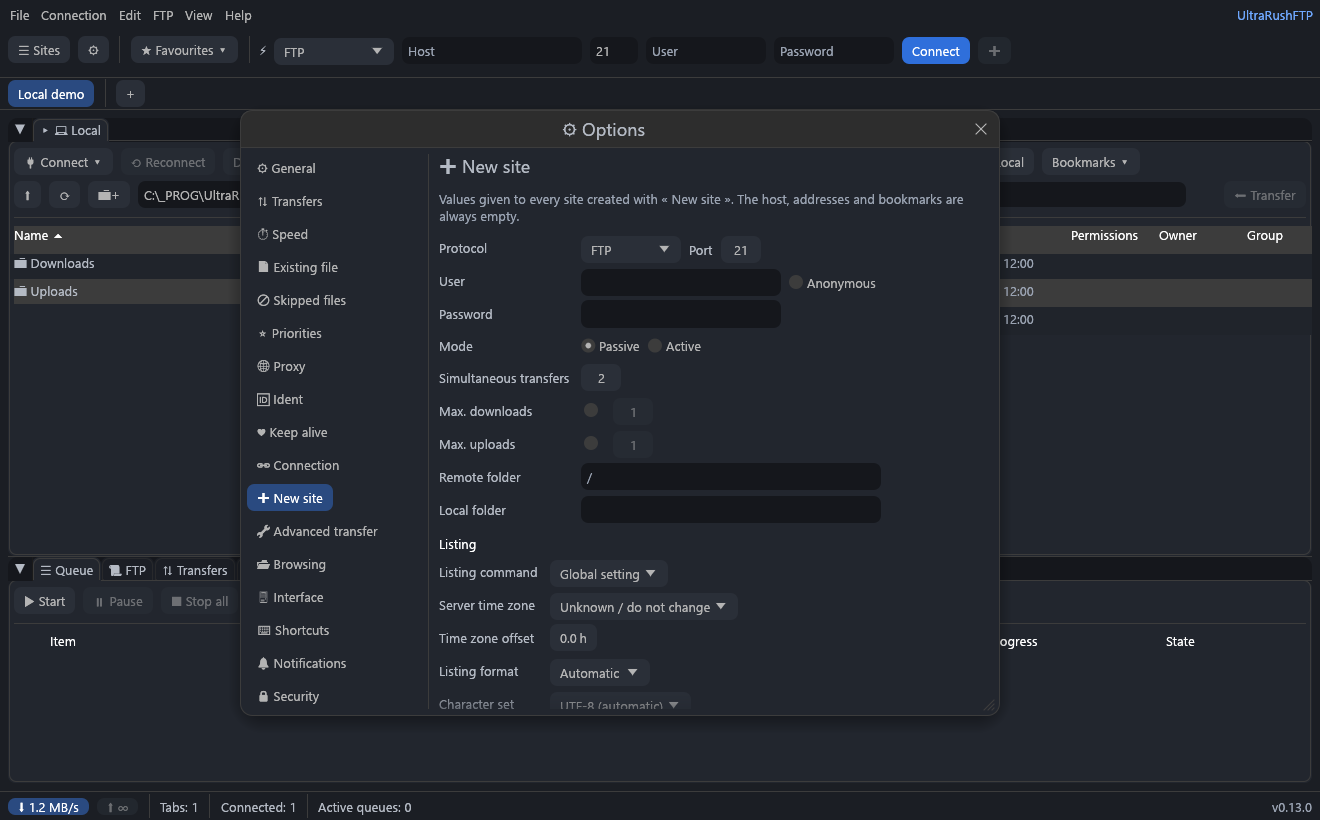 File Connection Edit FTP View Help UltraRushFTP
Sites Favourites FTP Host 21 User Password Connect
Local demo +
Local
Options
Connect Reconnect D ocal Bookmarks
C:\_PROG\UltraR Transfer
Name Permissions Owner Group
Downloads 12:00
Uploads 12:00
12:00
General
Transfers
Speed
Existing file
Skipped files
Priorities
Proxy
Ident
Keep alive
Connection
New site
Advanced transfer
Browsing
Interface
Shortcuts
Notifications
Security
New site
Values given to every site created with « New site ». The host, addresses and bookmarks are
always empty.
Protocol FTP Port 21
User Anonymous
Password
Mode Passive Active
Simultaneous transfers 2
Max. downloads 1
Max. uploads 1
Remote folder /
Local folder
Listing
Listing command Global setting
Server time zone Unknown / do not change
Time zone offset 0.0 h
Listing format Automatic
Character set UTF-8 (automatic)
Queue FTP Transfers
Start Pause Stop all
Item ogress State
1.2 MB/s ∞ Tabs: 1 Connected: 1 Active queues: 0 v0.13.0